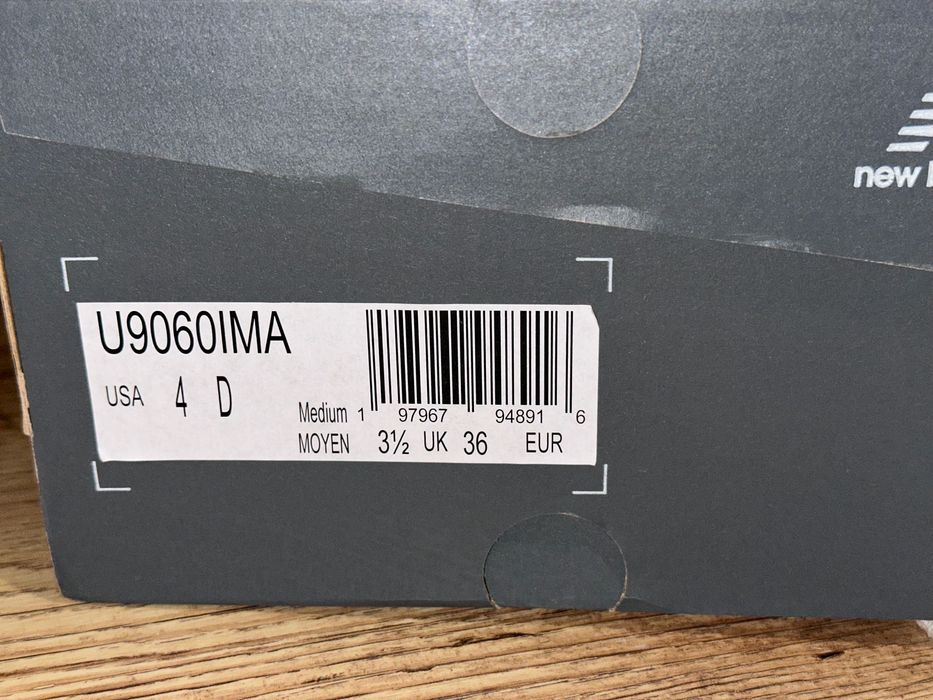 new
U9060IMA
USA 4 D
Medium 1 97967 94891 6
MOYEN 3½ UK 36 EUR